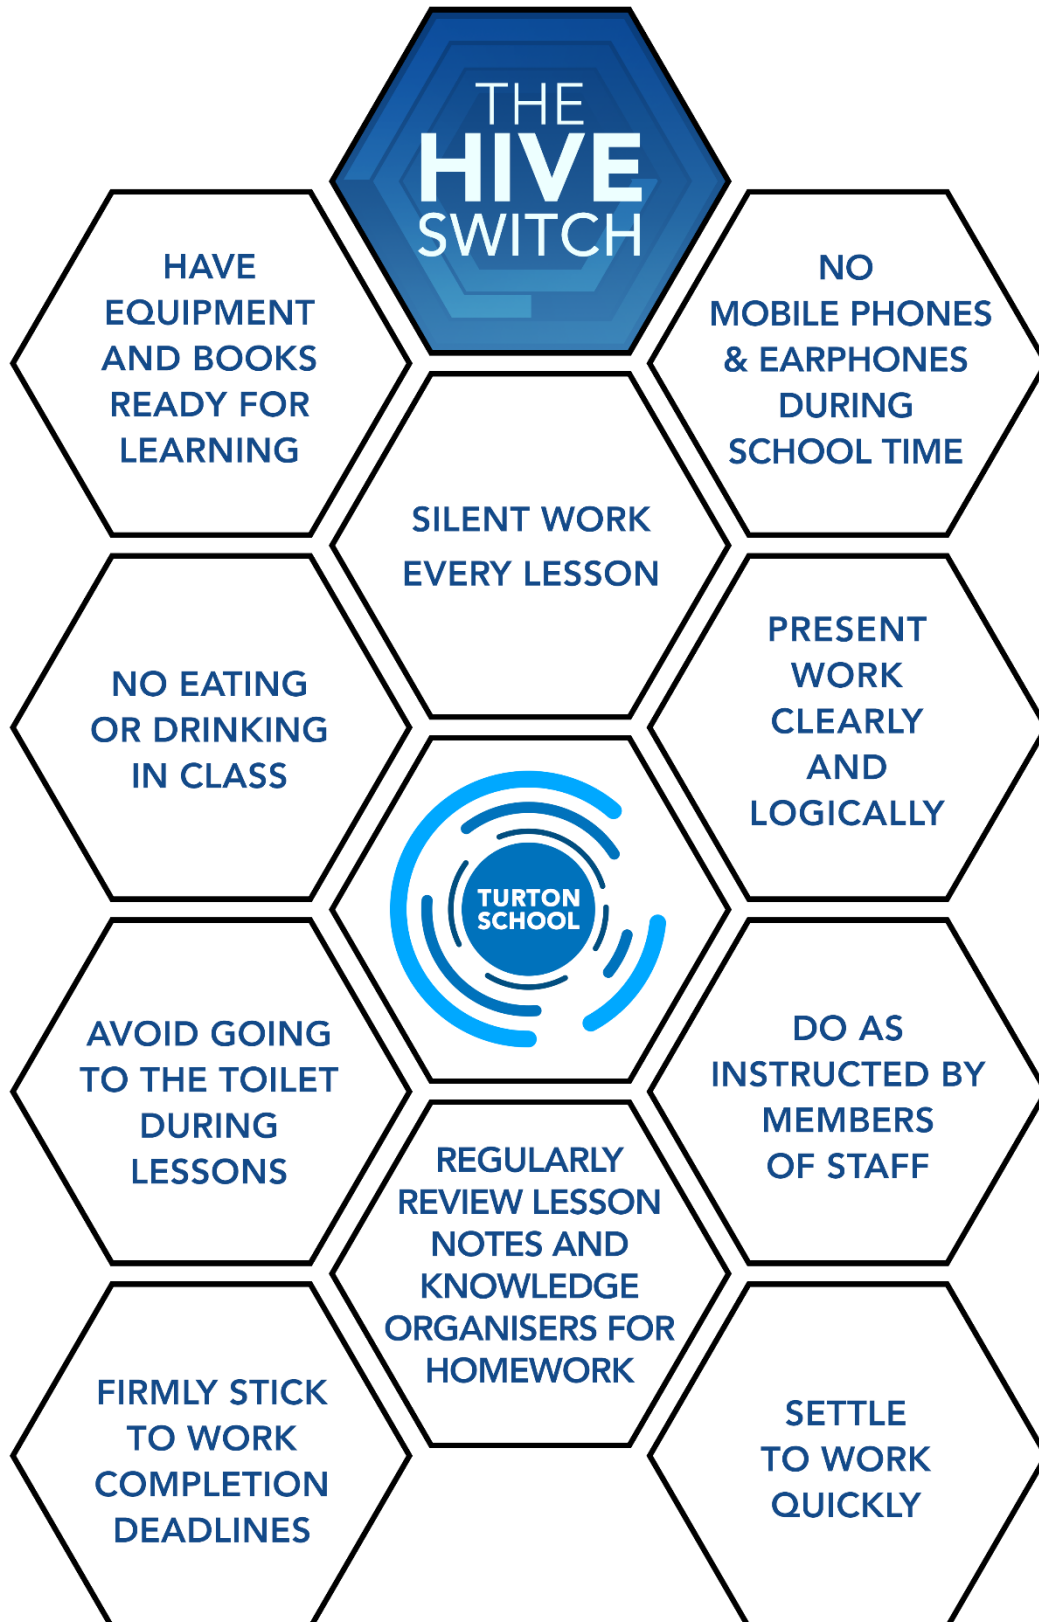 THE
HIVE
SWITCH
HAVE
EQUIPMENT
AND BOOKS
READY FOR
LEARNING
NO
MOBILE PHONES
& EARPHONES
DURING
SCHOOL TIME
SILENT WORK
EVERY LESSON
NO EATING
OR DRINKING
IN CLASS
PRESENT
WORK
CLEARLY
AND
LOGICALLY
TURTON
SCHOOL
AVOID GOING
TO THE TOILET
DURING
LESSONS
DO AS
INSTRUCTED BY
MEMBERS
OF STAFF
REGULARLY
REVIEW LESSON
NOTES AND
KNOWLEDGE
ORGANISERS FOR
HOMEWORK
FIRMLY STICK
TO WORK
COMPLETION
DEADLINES
SETTLE
TO WORK
QUICKLY